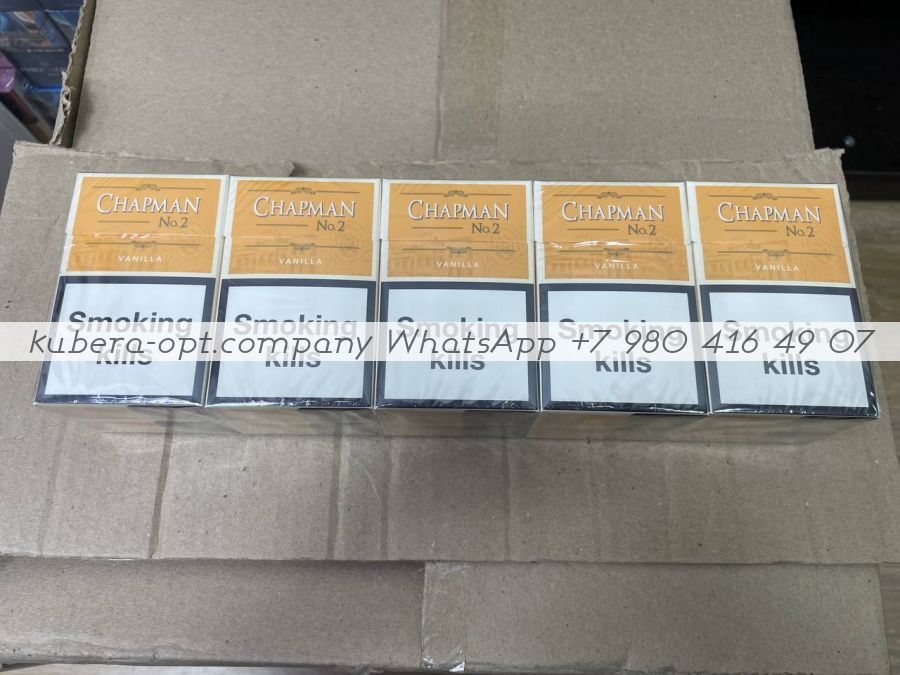 CHAPMAN
No.2
VANILLA
Smoking
kills
CHAPMAN
No.2
VANILLA
Smoking
kills
CHAPMAN
No.2
VANILLA
Smoking
kills
CHAPMAN
No.2
VANILLA
Smoking
kills
CHAPMAN
No.2
VANILLA
Smoking
kills
kubera-opt.company WhatsApp +7 980 416 49 07